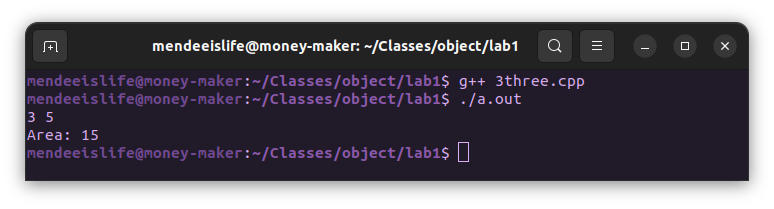 mendeeislife@money-maker: ~/Classes/object/lab1
mendeeislife@money-maker:~/Classes/object/lab1$ g++ 3three.cpp
mendeeislife@money-maker:~/Classes/object/lab1$ ./a.out
3 5
Area: 15
mendeeislife@money-maker:~/Classes/object/lab1$